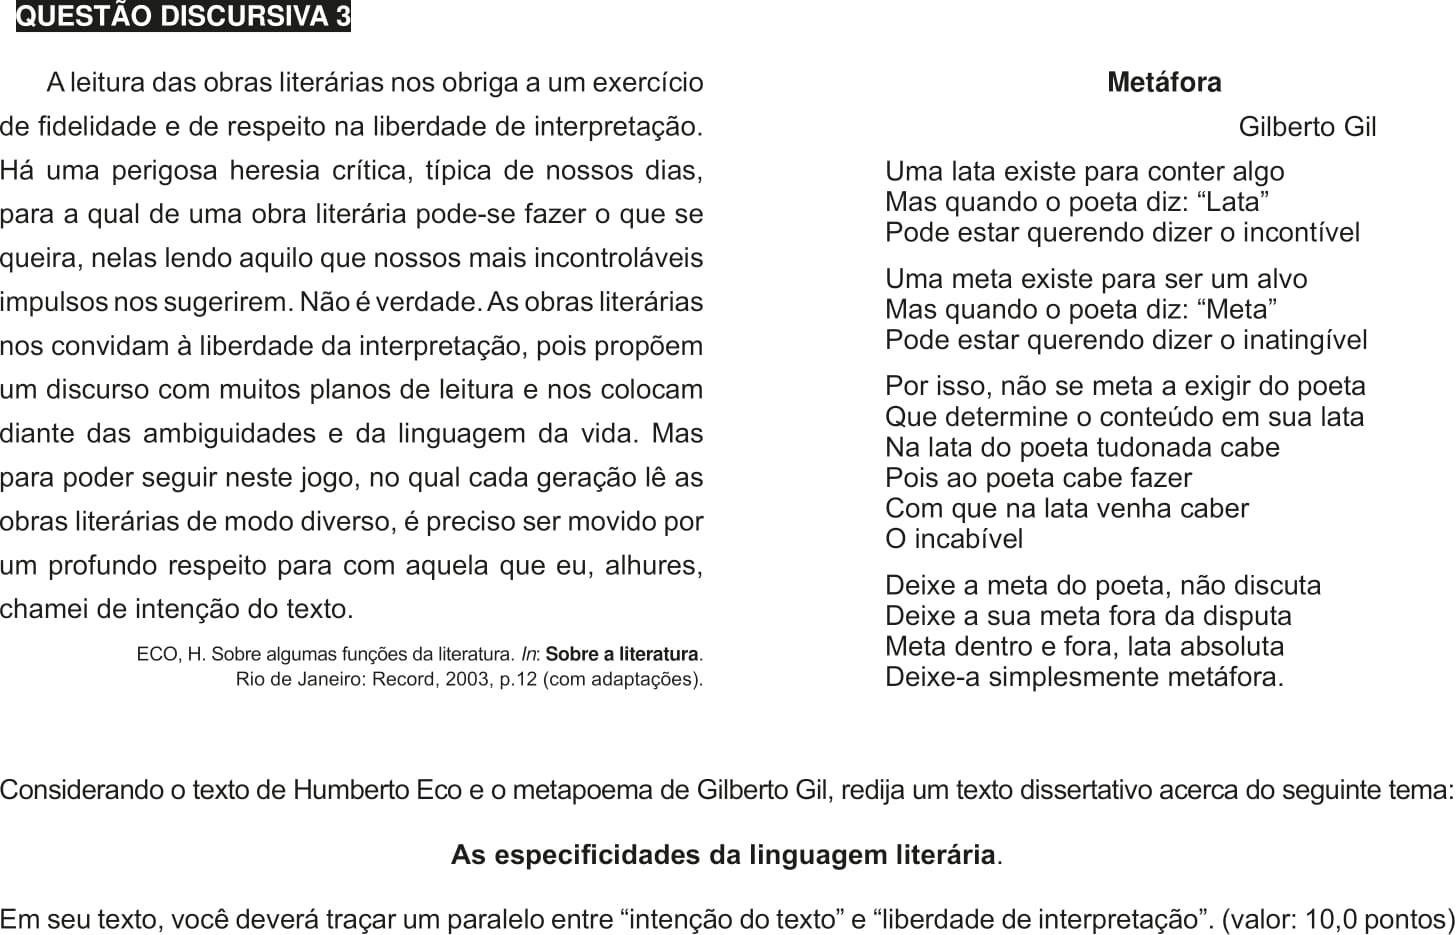 QUESTÃO DISCURSIVA 3
A leitura das obras literárias nos obriga a um exercício
de fidelidade e de respeito na liberdade de interpretação.
Há uma perigosa heresia crítica, típica de nossos dias,
para a qual de uma obra literária pode-se fazer o que se
queira, nelas lendo aquilo que nossos mais incontroláveis
impulsos nos sugerirem. Não é verdade. As obras literárias
nos convidam à liberdade da interpretação, pois propõem
um discurso com muitos planos de leitura e nos colocam
diante das ambiguidades e da linguagem da vida. Mas
para poder seguir neste jogo, no qual cada geração lê as
obras literárias de modo diverso, é preciso ser movido por
um profundo respeito para com aquela que eu, alhures,
chamei de intenção do texto.
ECO, H. Sobre algumas funções da literatura. In: Sobre a literatura.
Rio de Janeiro: Record, 2003, p.12 (com adaptações).
Metáfora
Gilberto Gil
Uma lata existe para conter algo
Mas quando o poeta diz: “Lata”
Pode estar querendo dizer o incontível
Uma meta existe para ser um alvo
Mas quando o poeta diz: “Meta”
Pode estar querendo dizer o inatingível
Por isso, não se meta a exigir do poeta
Que determine o conteúdo em sua lata
Na lata do poeta tudonada cabe
Pois ao poeta cabe fazer
Com que na lata venha caber
O incabível
Deixe a meta do poeta, não discuta
Deixe a sua meta fora da disputa
Meta dentro e fora, lata absoluta
Deixe-a simplesmente metáfora.
Considerando o texto de Humberto Eco e o metapoema de Gilberto Gil, redija um texto dissertativo acerca do seguinte tema:
As especificidades da linguagem literária.
Em seu texto, você deverá traçar um paralelo entre “intenção do texto” e “liberdade de interpretação”. (valor: 10,0 pontos)